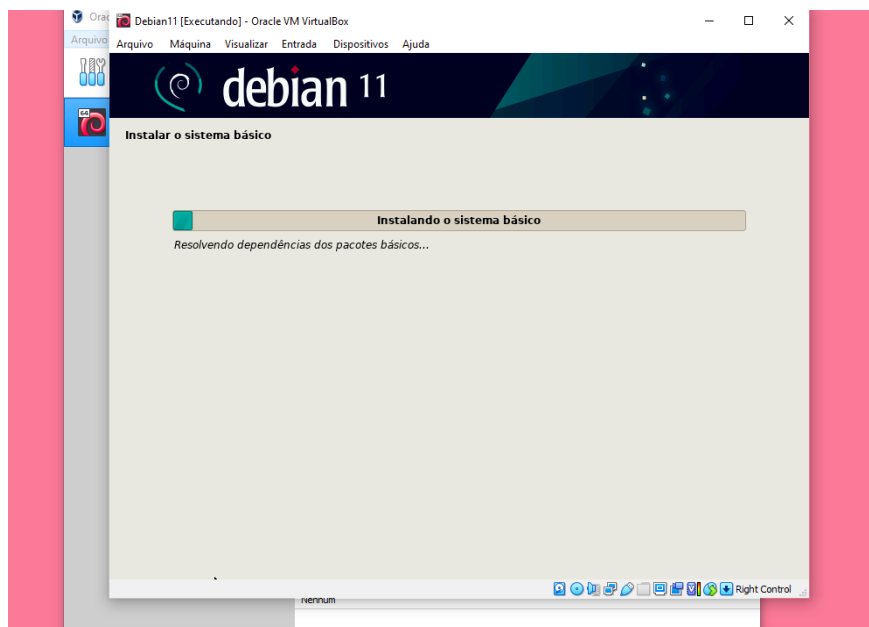 Orac
Debian11 [Executando] - Oracle VM VirtualBox
Arquivo
Arquivo Máquina Visualizar Entrada Dispositivos Ajuda
debian 11
64
Instalar o sistema básico
Instalando o sistema básico
Resolvendo dependências dos pacotes básicos...
Right Control
Nenhum